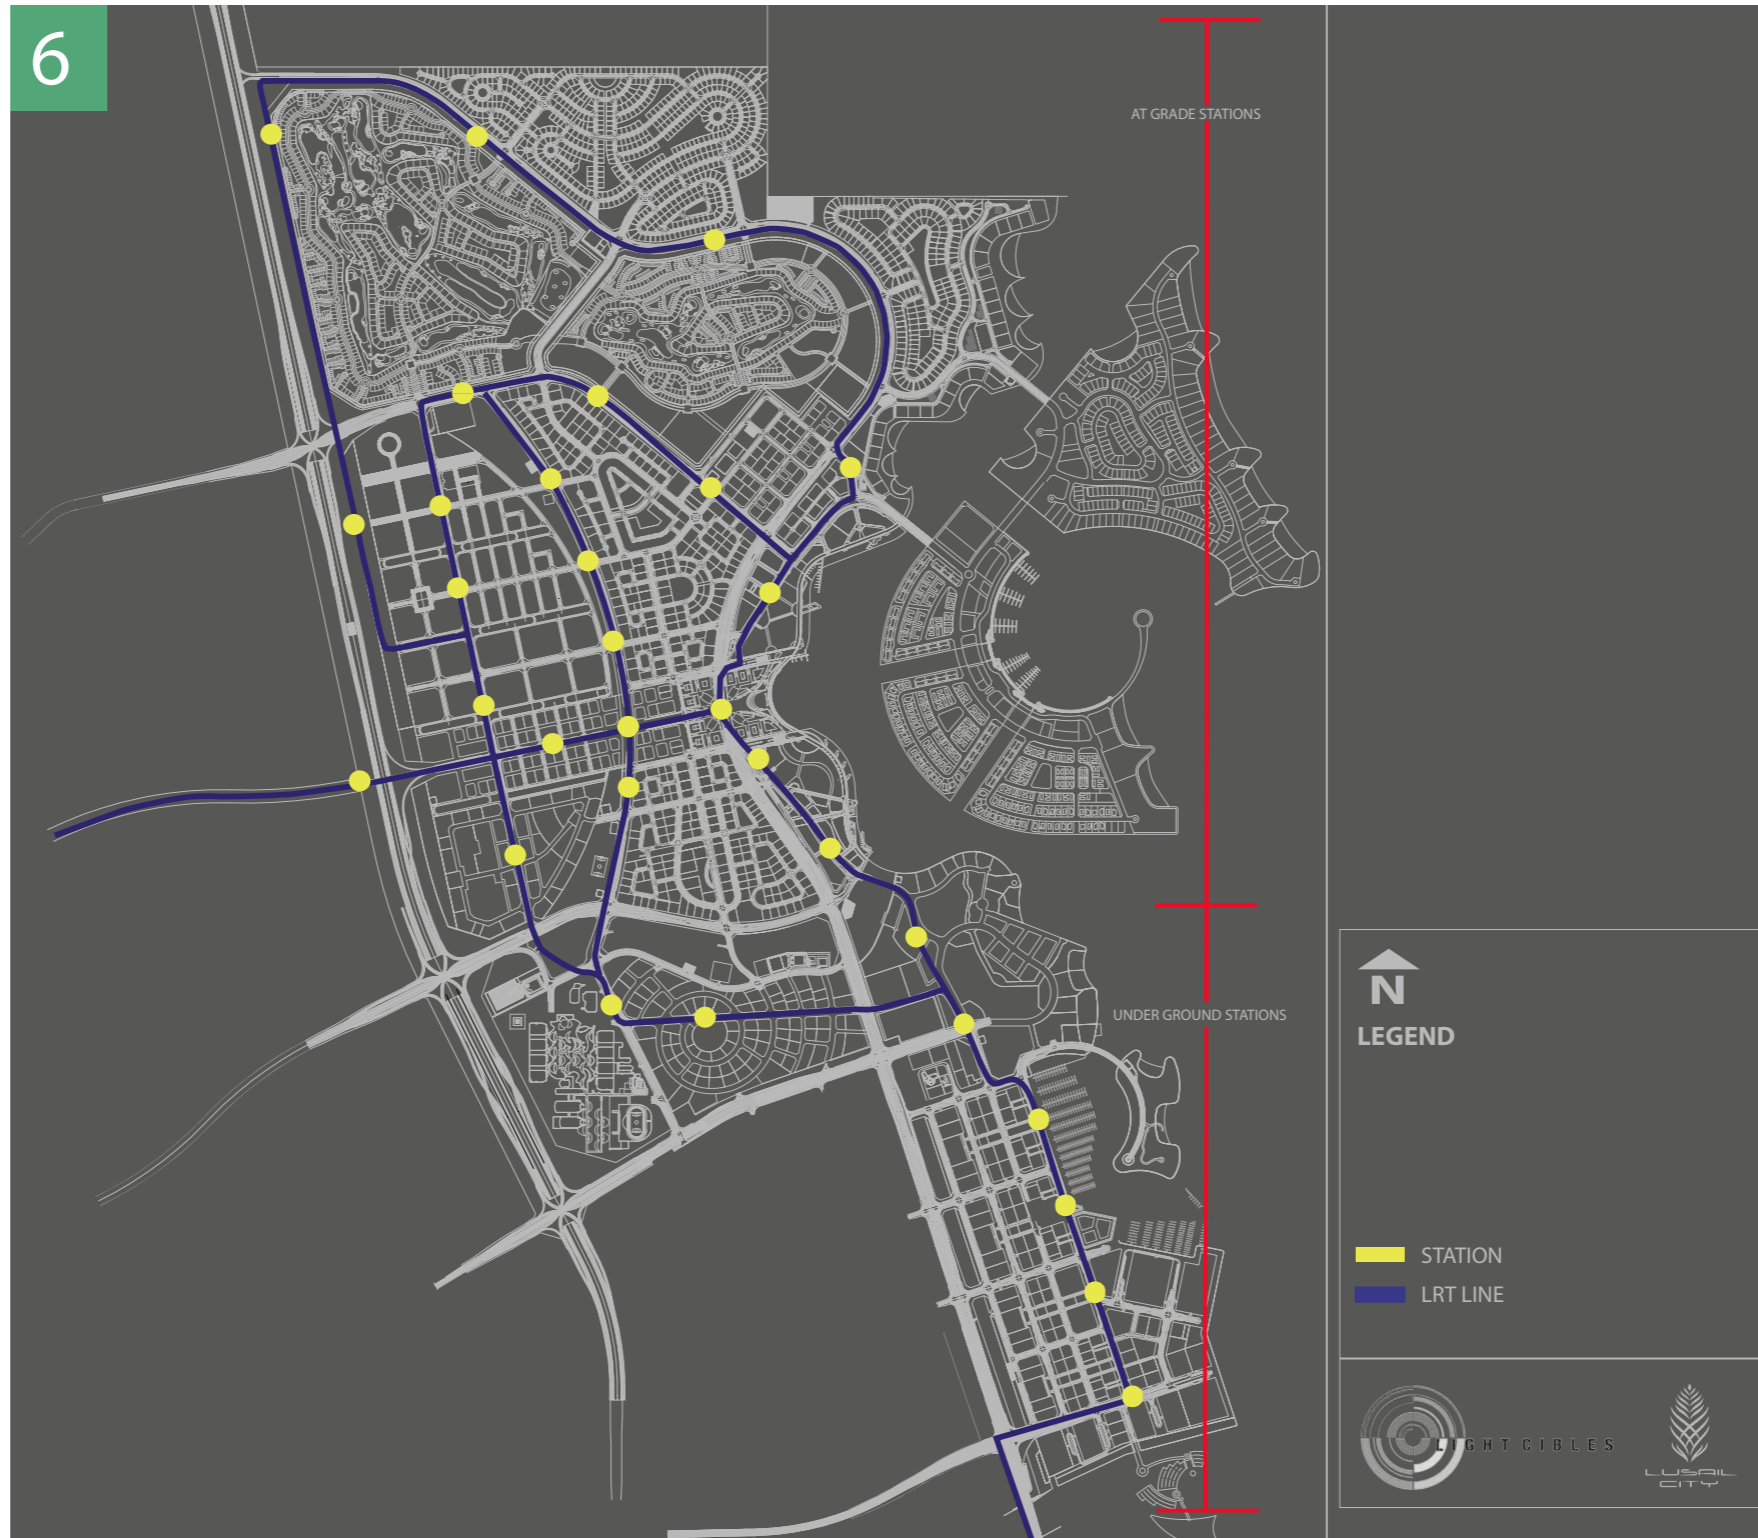 6
AT GRADE STATIONS
N
LEGEND
UNDER GROUND STATIONS
STATION
LRT LINE
LIGHT CIBLES
LUSAIL
CITY